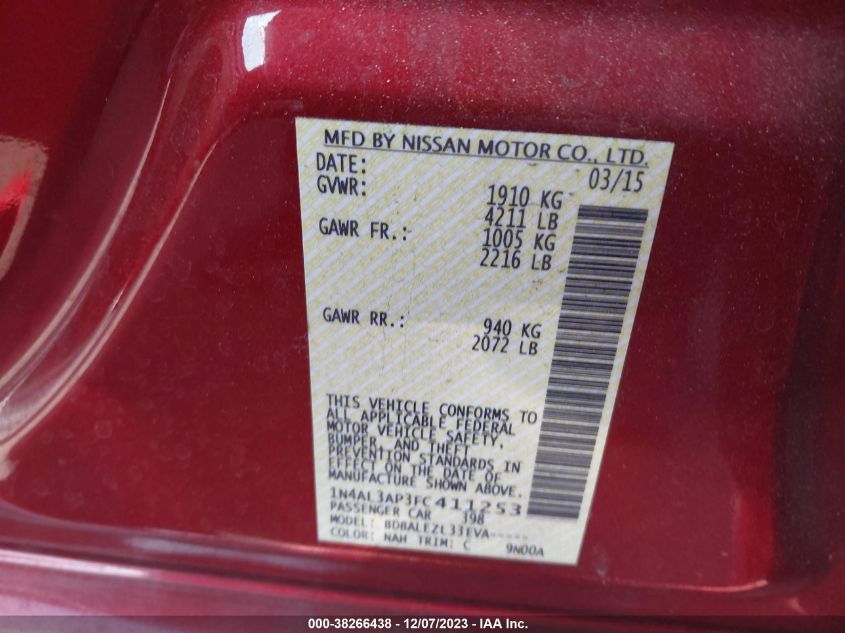 MFD BY NISSAN MOTOR CO., LTD.
DATE: 03/15
GVWR: 1910 KG
4211 LB
GAWR FR.: 1005 KG
2216 LB
GAWR RR.: 940 KG
2072 LB
THIS VEHICLE CONFORMS TO
ALL APPLICABLE FEDERAL
MOTOR VEHICLE SAFETY,
BUMPER, AND THEFT
PREVENTION STANDARDS IN
EFFECT ON THE DATE OF
MANUFACTURE SHOWN ABOVE.
1N4AL3AP3FC411253
PASSENGER CAR 398
MODEL: BDBALEZL33EVA-----
COLOR: NAH TRIM: C 9N00A
000-38266438 - 12/07/2023 - IAA Inc.